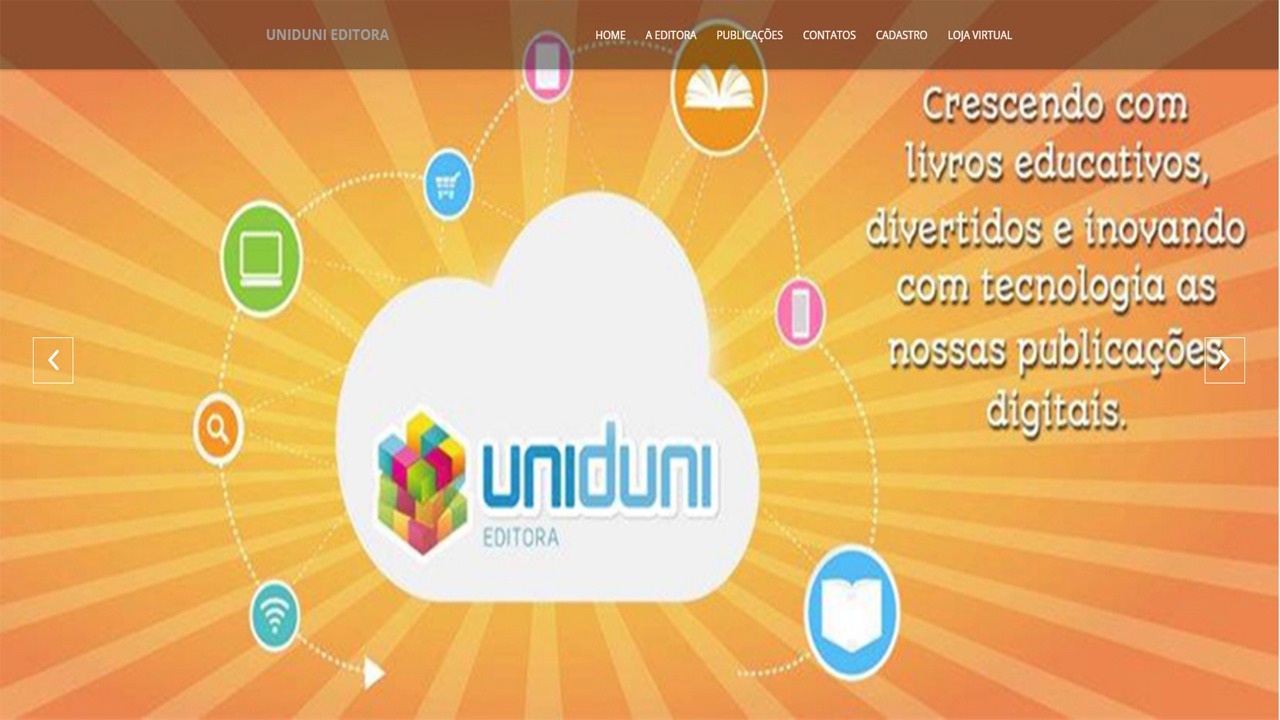 UNIDUNI EDITORA
HOME A EDITORA PUBLICAÇÕES CONTATOS CADASTRO LOJA VIRTUAL
Crescendo com
livros educativos,
divertidos e inovando
com tecnologia as
nossas publicações
digitais.
uniduni
EDITORA